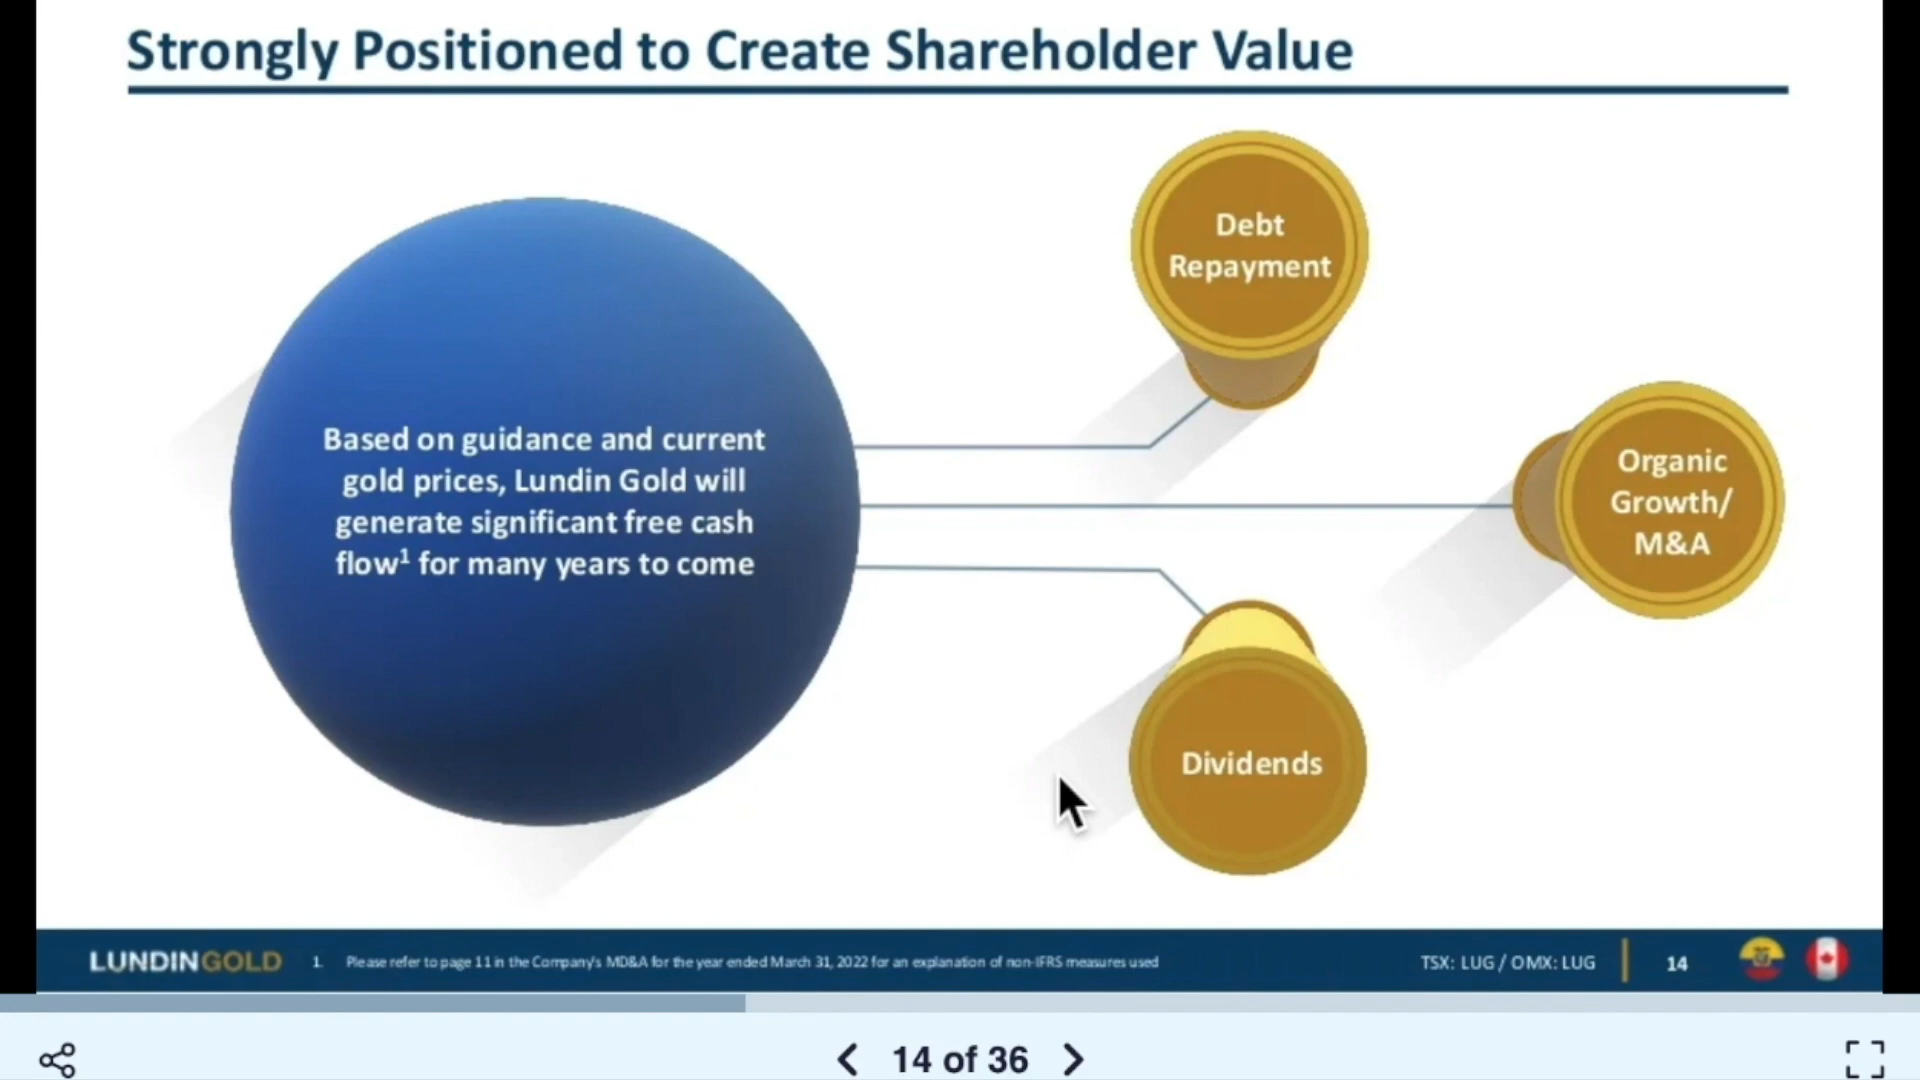 Strongly Positioned to Create Shareholder Value
Debt
Repayment
Based on guidance and current
gold prices, Lundin Gold will
generate significant free cash
flow¹ for many years to come
Organic
Growth/
M&A
Dividends
LUNDINGOLD
1. Please refer to page 11 in the Company's MD&A for the year ended March 31, 2022 for an explanation of non-IFRS measures used
TSX: LUG / OMX: LUG
14
14 of 36